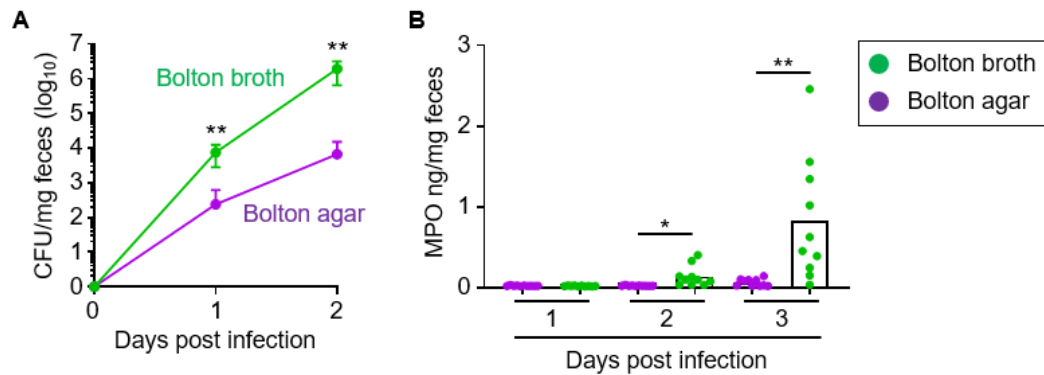 A
CFU/mg feces (log₁₀)
7
6
5
4
3
2
1
0
Bolton broth
Bolton agar
**
**
0
1
2
Days post infection
B
MPO ng/mg feces
3
2
1
0
*
**
1
2
3
Days post infection
Bolton broth
Bolton agar